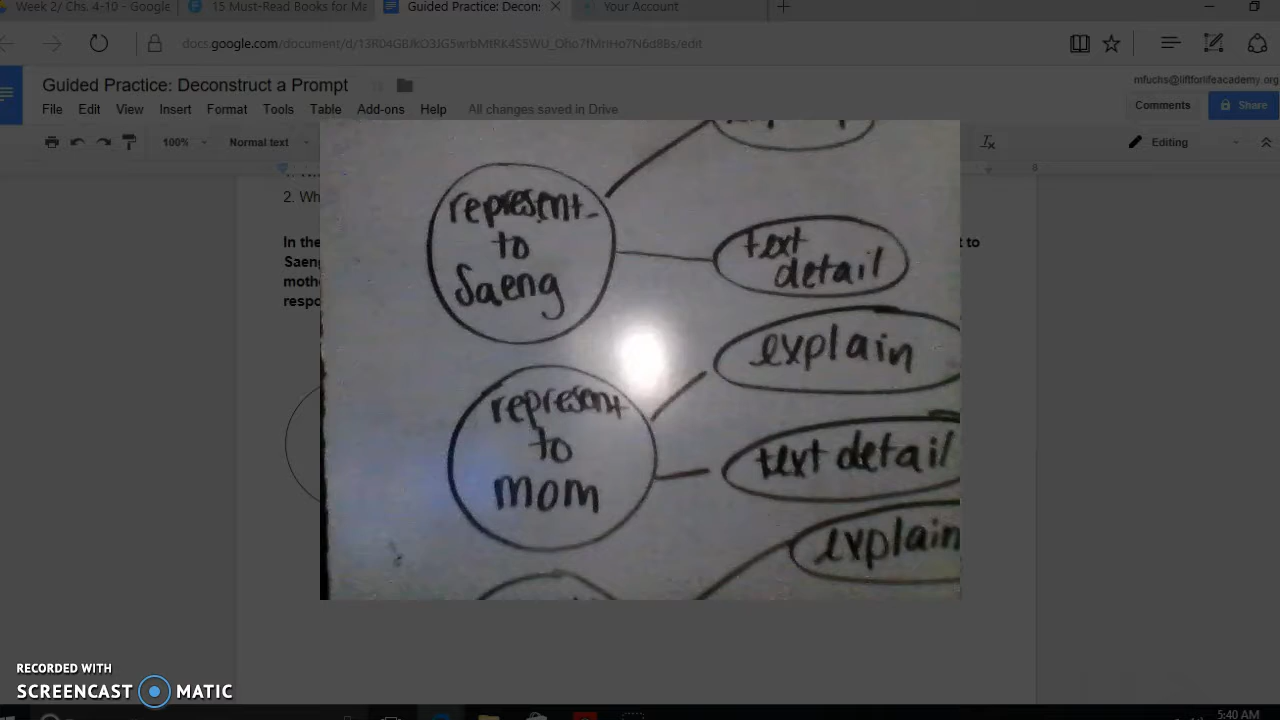 Week 2/ Chs. 4-10 - Google
15 Must-Read Books for Ma
Guided Practice: Decons
Your Account
docs.google.com/document/d/13R04GBJkO3JG5wrbMtRK4S5WU_Oho7fMriHo7N6d8Bs/edit
Guided Practice: Deconstruct a Prompt
mfuchs@liftforlifeacademy.org
File Edit View Insert Format Tools Table Add-ons Help All changes saved in Drive
Comments Share
100% Normal text
Editing
2. Wh
In the
t to
Saeng
moth
respo
represent
to
Saeng
text
detail
explain
represent
to
mom
text detail
explain
RECORDED WITH
SCREENCAST MATIC
5:40 AM